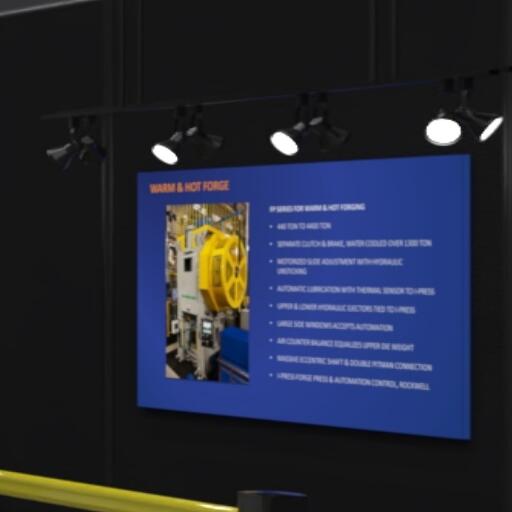 WARM & HOT FORGE
FP SERIES FOR WARM & HOT FORGING
• 440 TON TO 4400 TON
• SEPARATE CLUTCH & BRAKE, WATER COOLED OVER 1300 TON
• MOTORIZED SLIDE ADJUSTMENT WITH HYDRAULIC
UNSTICKING
• AUTOMATIC LUBRICATION WITH THERMAL SENSOR TO I-PRESS
• UPPER & LOWER HYDRAULIC EJECTORS TIED TO I-PRESS
• LARGE SIDE WINDOWS ACCEPTS AUTOMATION
• AIR COUNTER BALANCE EQUALIZES UPPER DIE WEIGHT
• MASSIVE ECCENTRIC SHAFT & DOUBLE PITMAN CONNECTION
• I-PRESS FORGE PRESS & AUTOMATION CONTROL, ROCKWELL